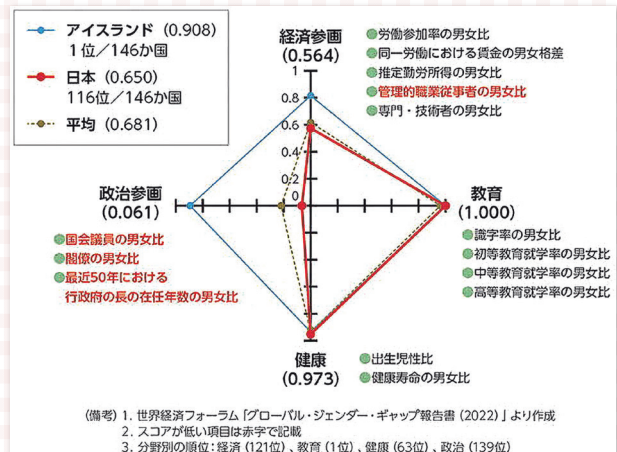 アイスランド (0.908)
1位／146か国
日本 (0.650)
116位／146か国
平均 (0.681)
経済参画
(0.564)
労働参加率の男女比
同一労働における賃金の男女格差
推定勤労所得の男女比
管理的職業従事者の男女比
専門・技術者の男女比
1
0.8
0.6
0.4
0.2
0
政治参画
(0.061)
国会議員の男女比
閣僚の男女比
最近50年における
行政府の長の在任年数の男女比
教育
(1.000)
識字率の男女比
初等教育就学率の男女比
中等教育就学率の男女比
高等教育就学率の男女比
健康
(0.973)
出生児性比
健康寿命の男女比
(備考) 1. 世界経済フォーラム「グローバル・ジェンダー・ギャップ報告書 (2022)」より作成
2. スコアが低い項目は赤字で記載
3. 分野別の順位：経済 (121位) 、教育 (1位) 、健康 (63位) 、政治 (139位)